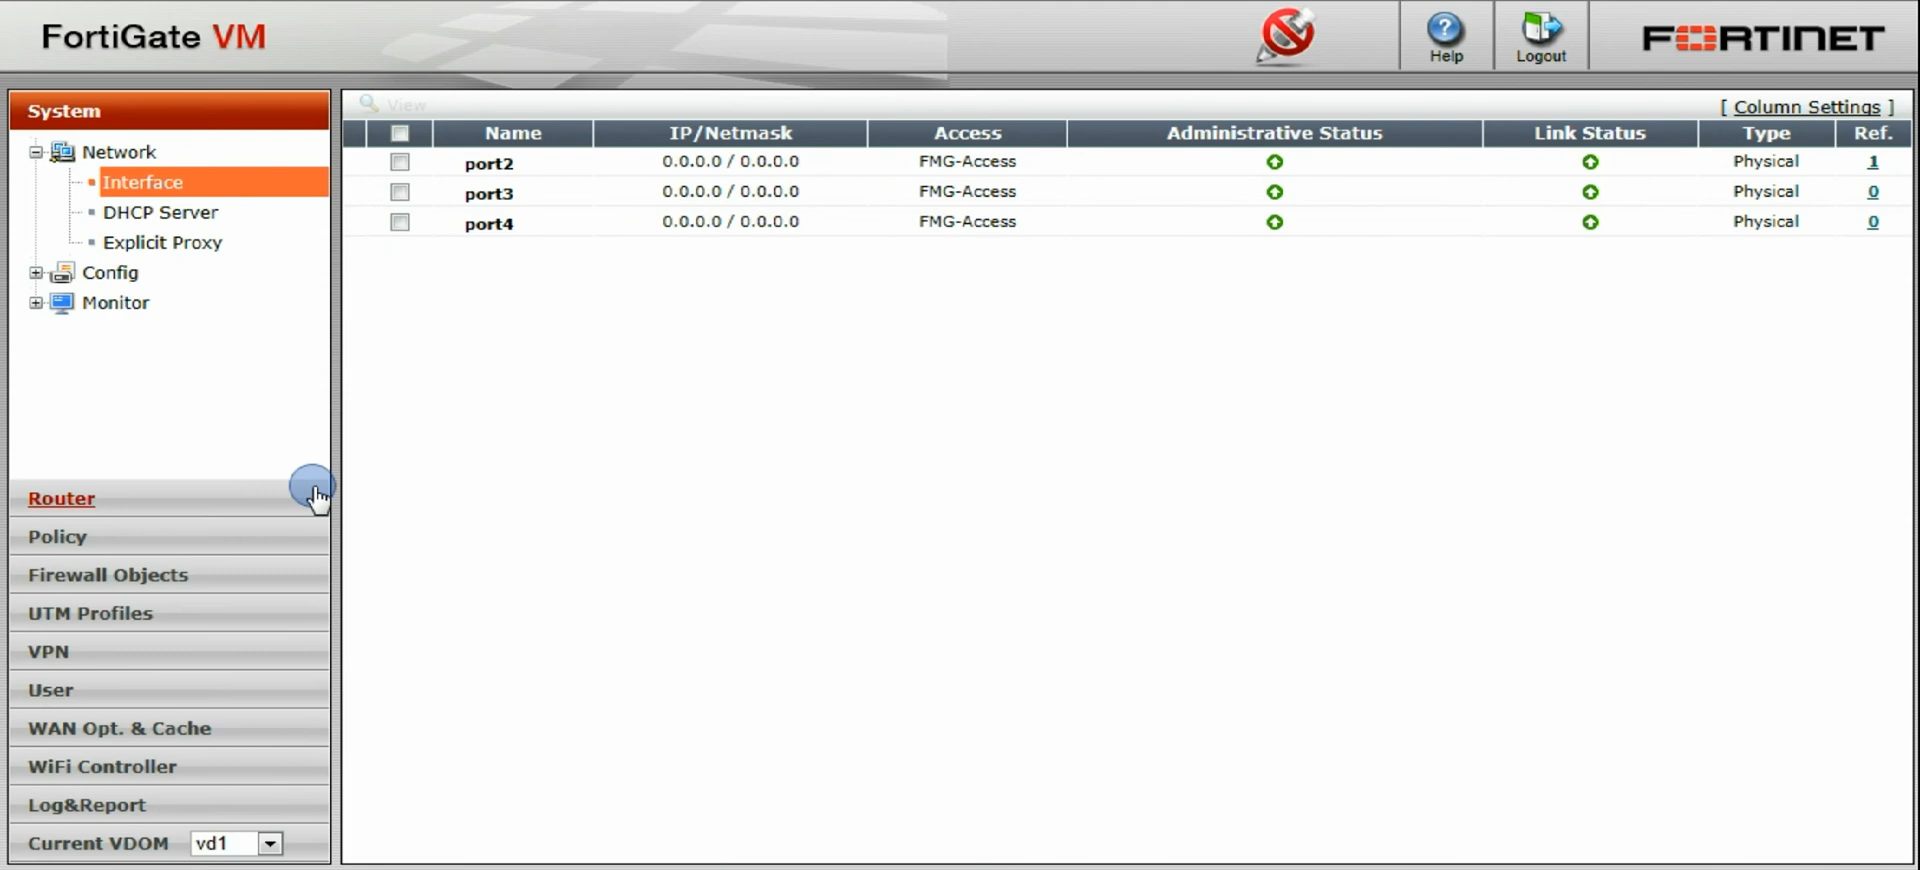 FortiGate VM
Help
Logout
FORTINET
System
Network
Interface
DHCP Server
Explicit Proxy
Config
Monitor
Router
Policy
Firewall Objects
UTM Profiles
VPN
User
WAN Opt. & Cache
WiFi Controller
Log&Report
Current VDOM vd1
View
[ Column Settings ]
Name IP/Netmask Access Administrative Status Link Status Type Ref.
port2 0.0.0.0 / 0.0.0.0 FMG-Access Physical 1
port3 0.0.0.0 / 0.0.0.0 FMG-Access Physical 0
port4 0.0.0.0 / 0.0.0.0 FMG-Access Physical 0